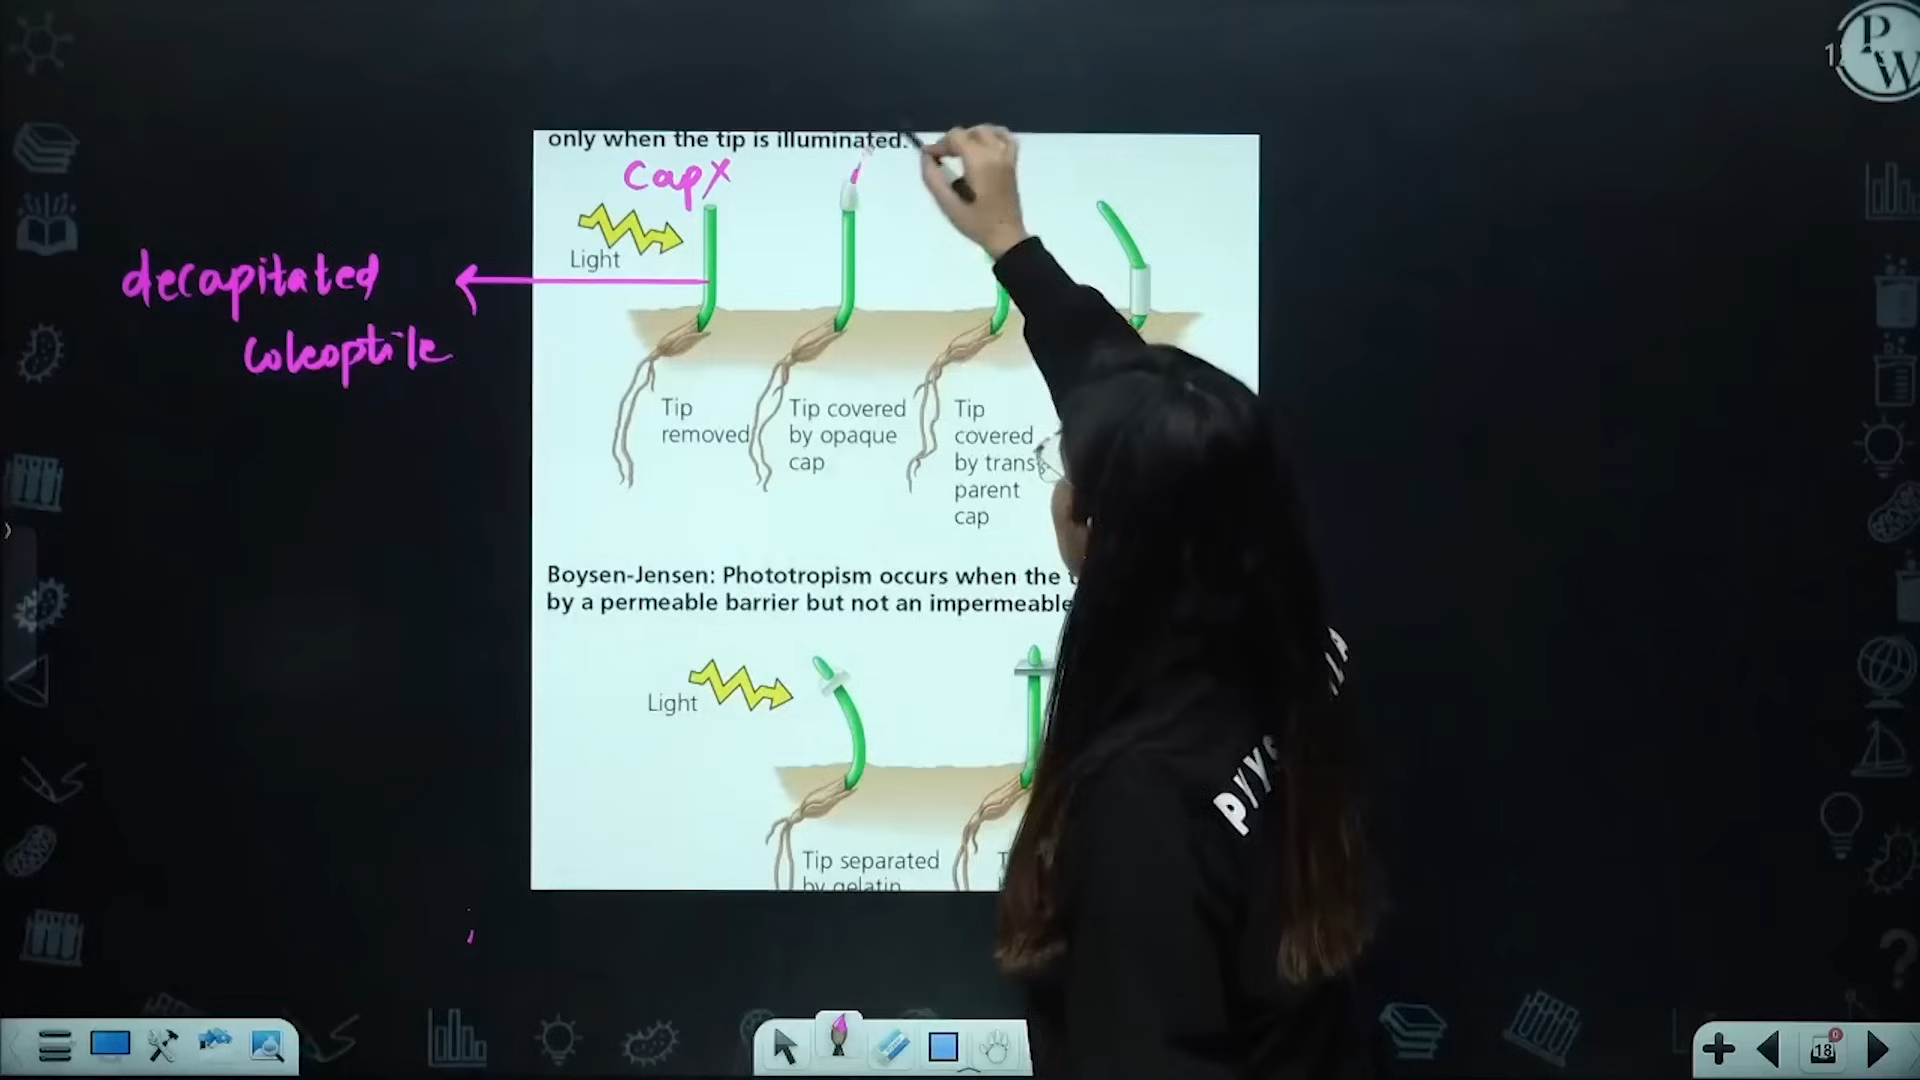 P
W
only when the tip is illuminated.
Cap X
Light
decapitated
coleoptile
Tip
removed
Tip covered
by opaque
cap
Tip
covered
by trans
parent
cap
Boysen-Jensen: Phototropism occurs when the
by a permeable barrier but not an impermeable
Light
Tip separated
by gelatin
18